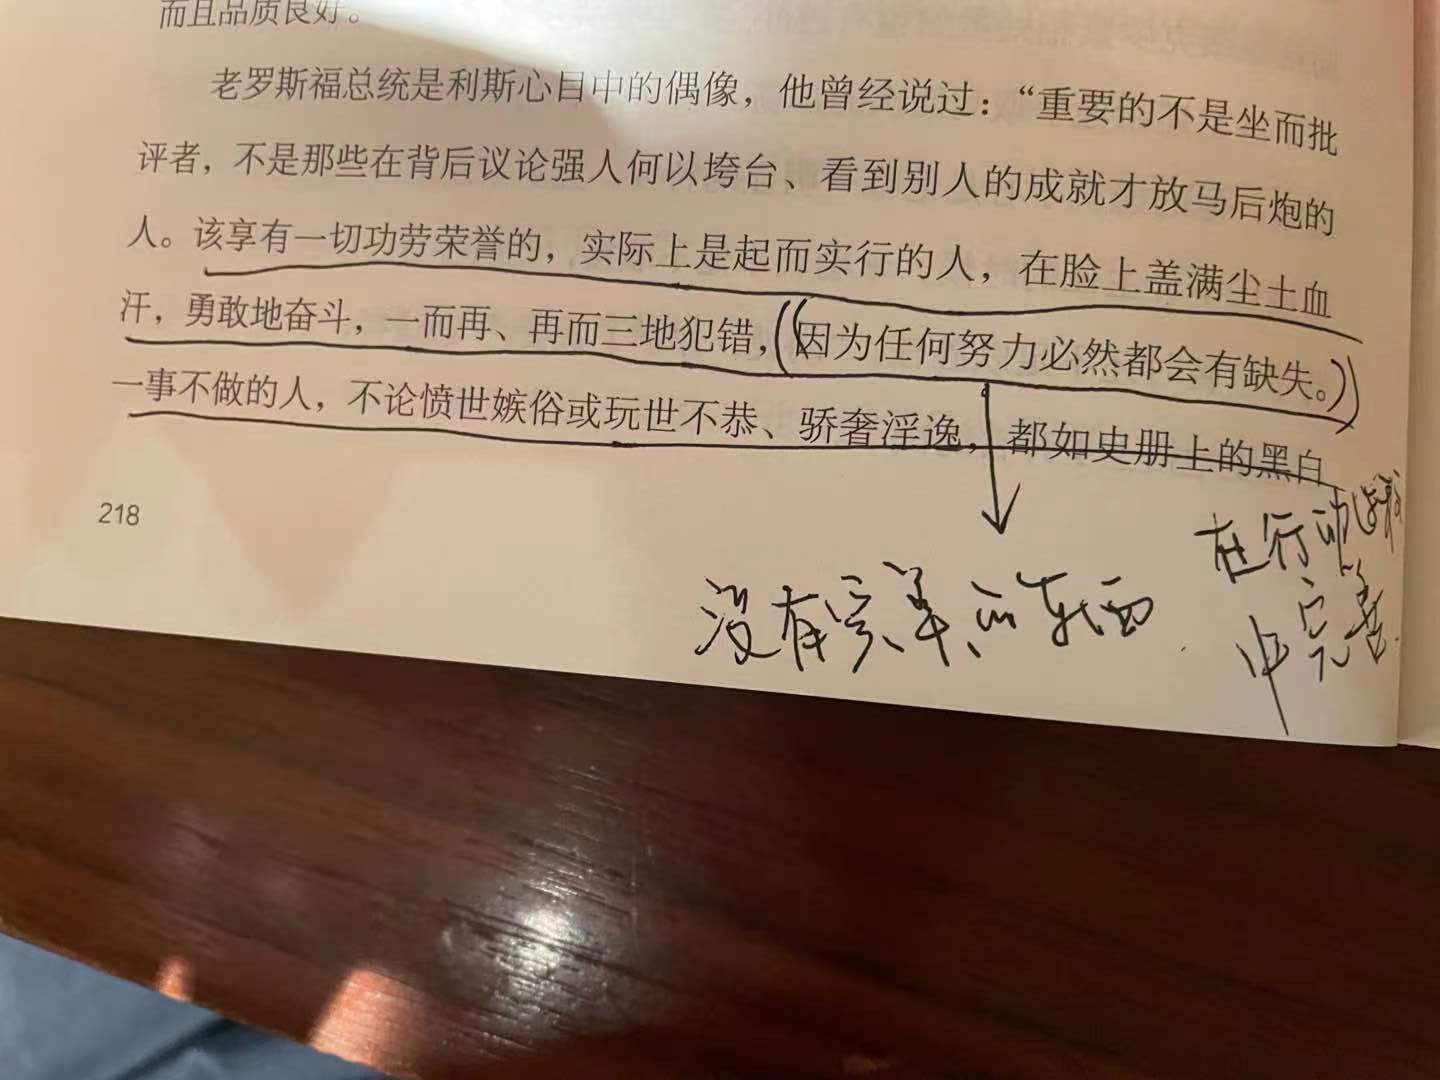 而且品质良好。
老罗斯福总统是利斯心目中的偶像，他曾经说过：“重要的不是坐而批
评者，不是那些在背后议论强人何以垮台、看到别人的成就才放马后炮的
人。该享有一切功劳荣誉的，实际上是起而实行的人，在脸上盖满尘土血
汗，勇敢地奋斗，一而再、再而三地犯错，因为任何努力必然都会有缺失。
一事不做的人，不论愤世嫉俗或玩世不恭、骄奢淫逸，都如史册上的黑白
218
没有完美的东西
在行动
中完善